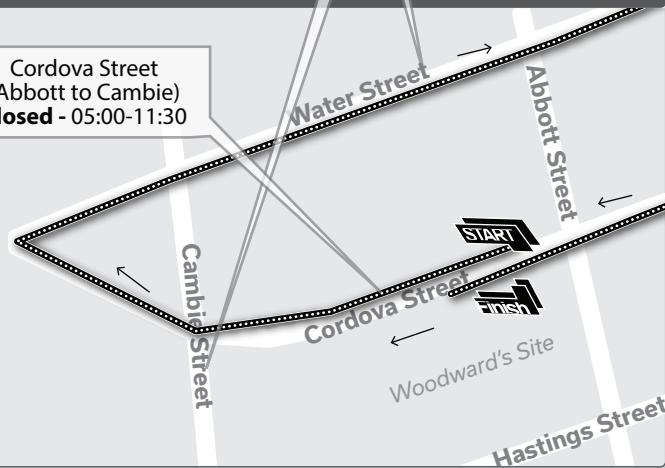 Cordova Street
(Abbott to Cambie)
losed - 05:00-11:30
Water Street
Abbott Street
START
Cambie Street
Cordova Street
Finish
Woodward's Site
Hastings Street